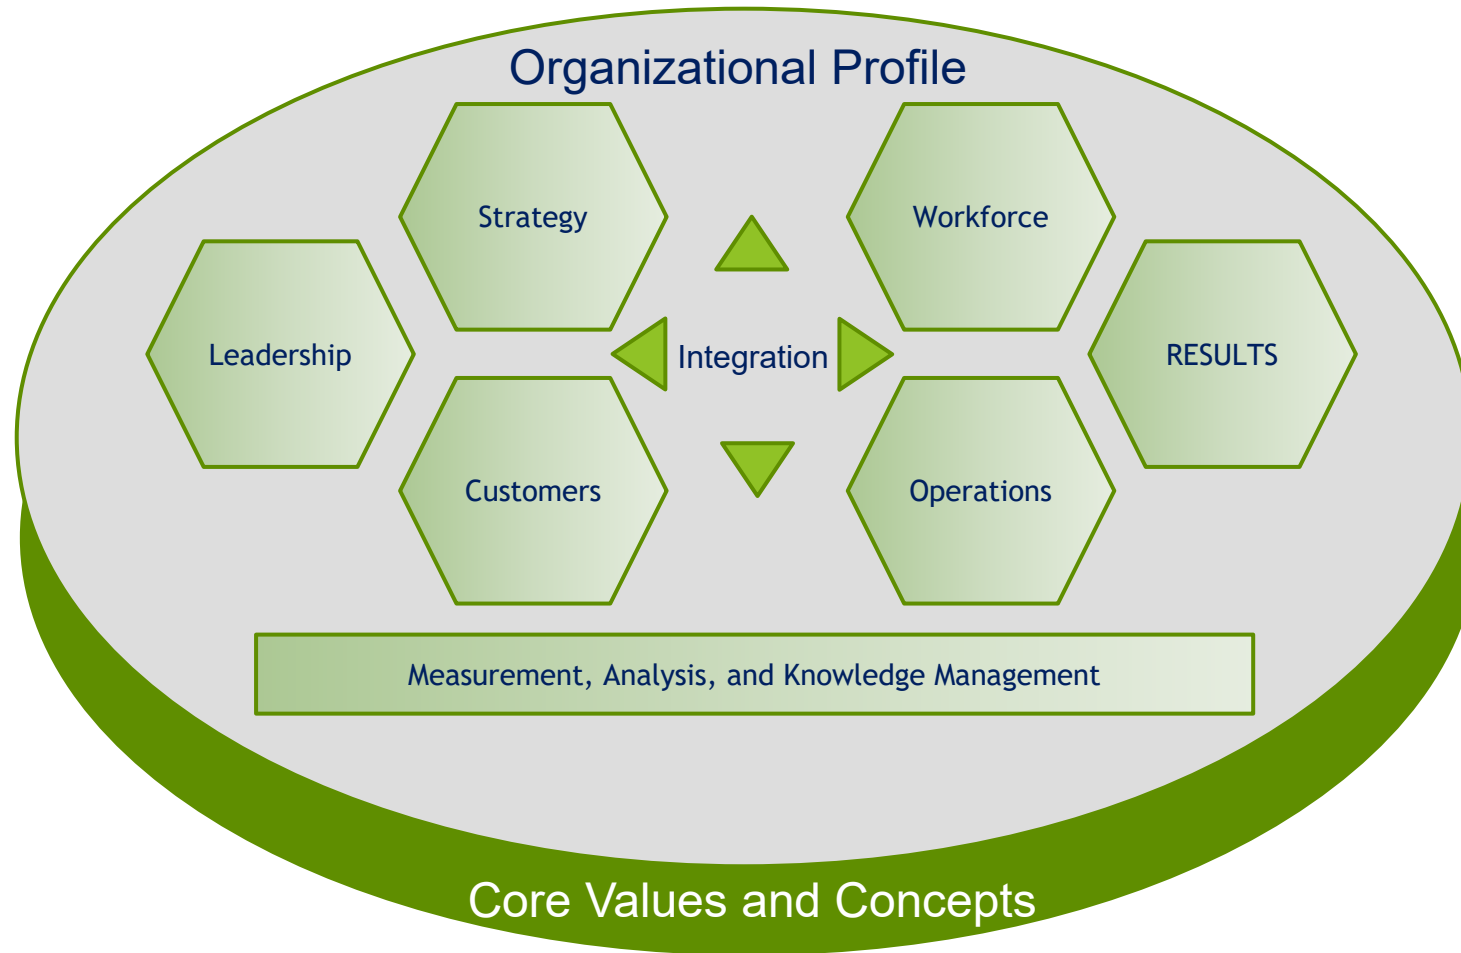 Organizational Profile
Strategy
Workforce
Leadership
Integration
RESULTS
Customers
Operations
Measurement, Analysis, and Knowledge Management
Core Values and Concepts